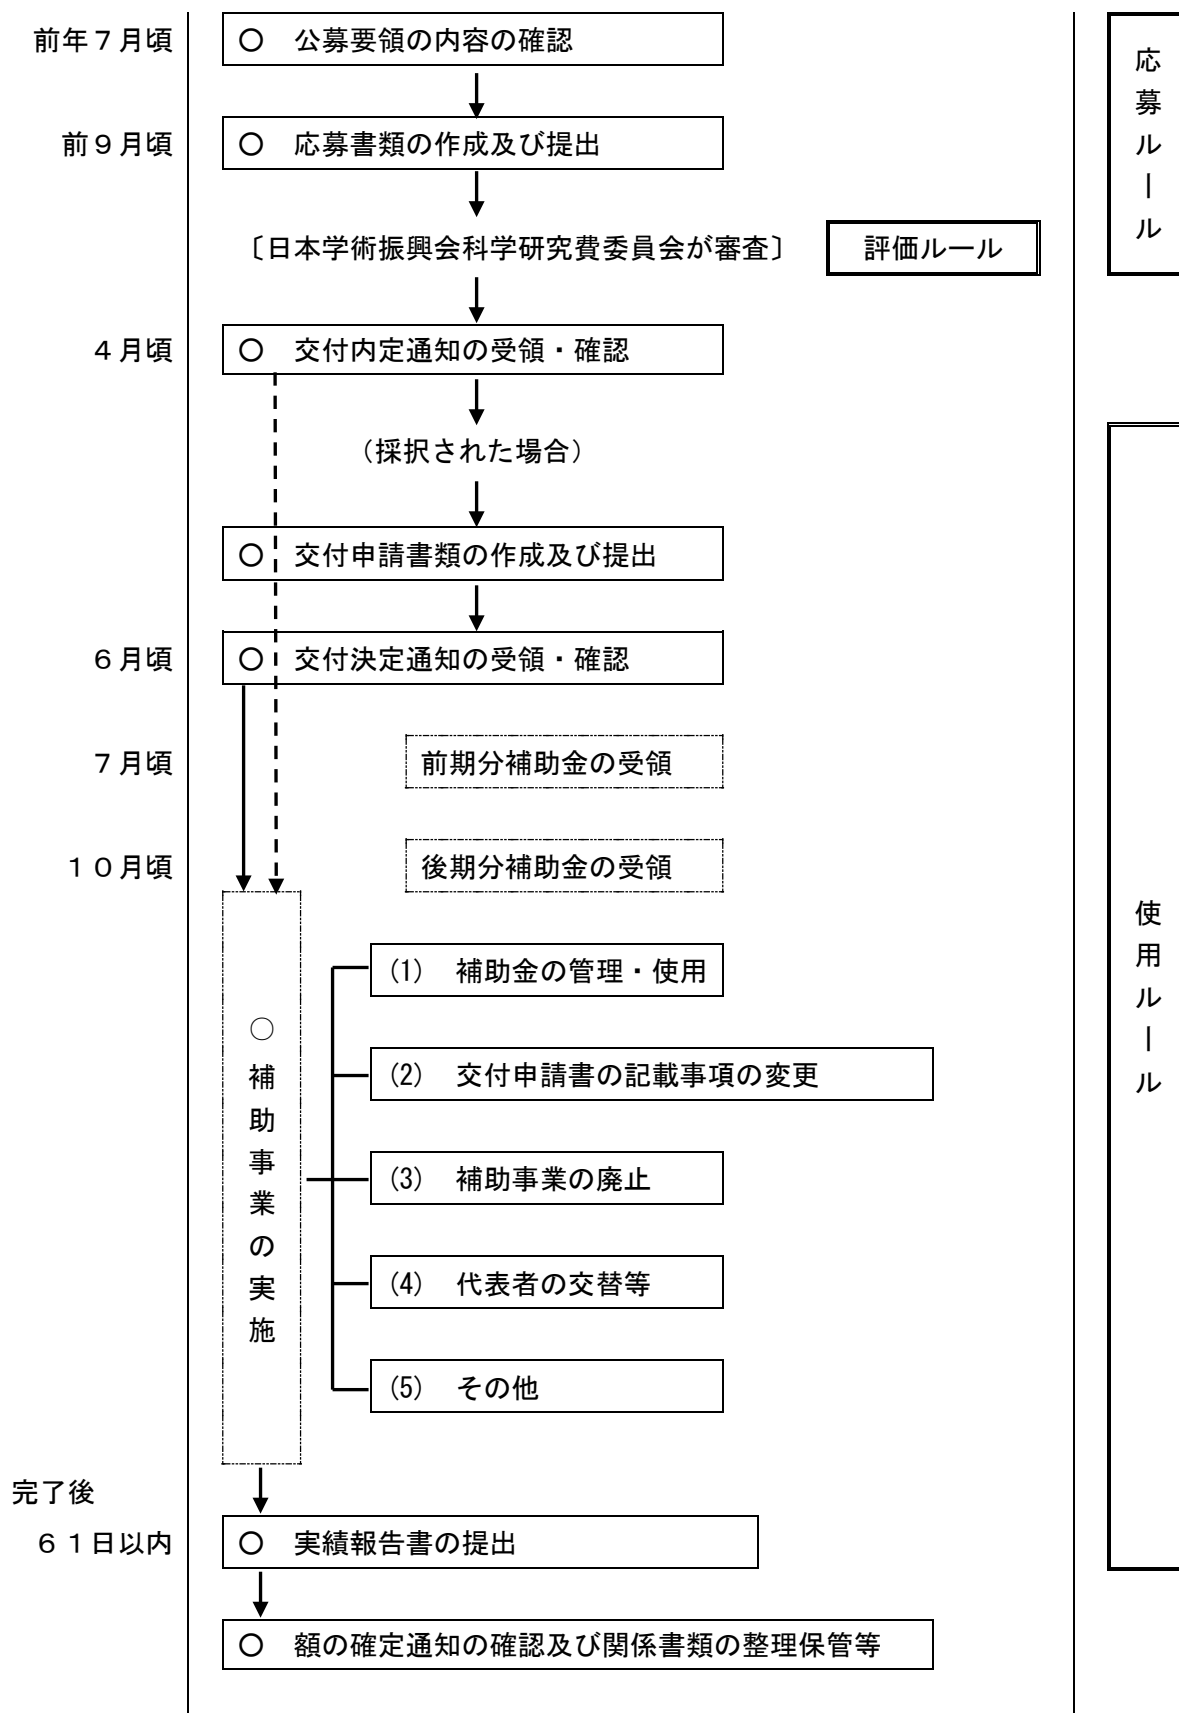 前年７月頃
〇　公募要領の内容の確認
前９月頃
〇　応募書類の作成及び提出
〔日本学術振興会科学研究費委員会が審査〕
評価ルール
応募ルール
４月頃
〇　交付内定通知の受領・確認
（採択された場合）
〇　交付申請書類の作成及び提出
６月頃
〇　交付決定通知の受領・確認
７月頃
前期分補助金の受領
１０月頃
後期分補助金の受領
○補助事業の実施
(1)　補助金の管理・使用
(2)　交付申請書の記載事項の変更
(3)　補助事業の廃止
(4)　代表者の交替等
(5)　その他
使用ルール
完了後
６１日以内
〇　実績報告書の提出
〇　額の確定通知の確認及び関係書類の整理保管等